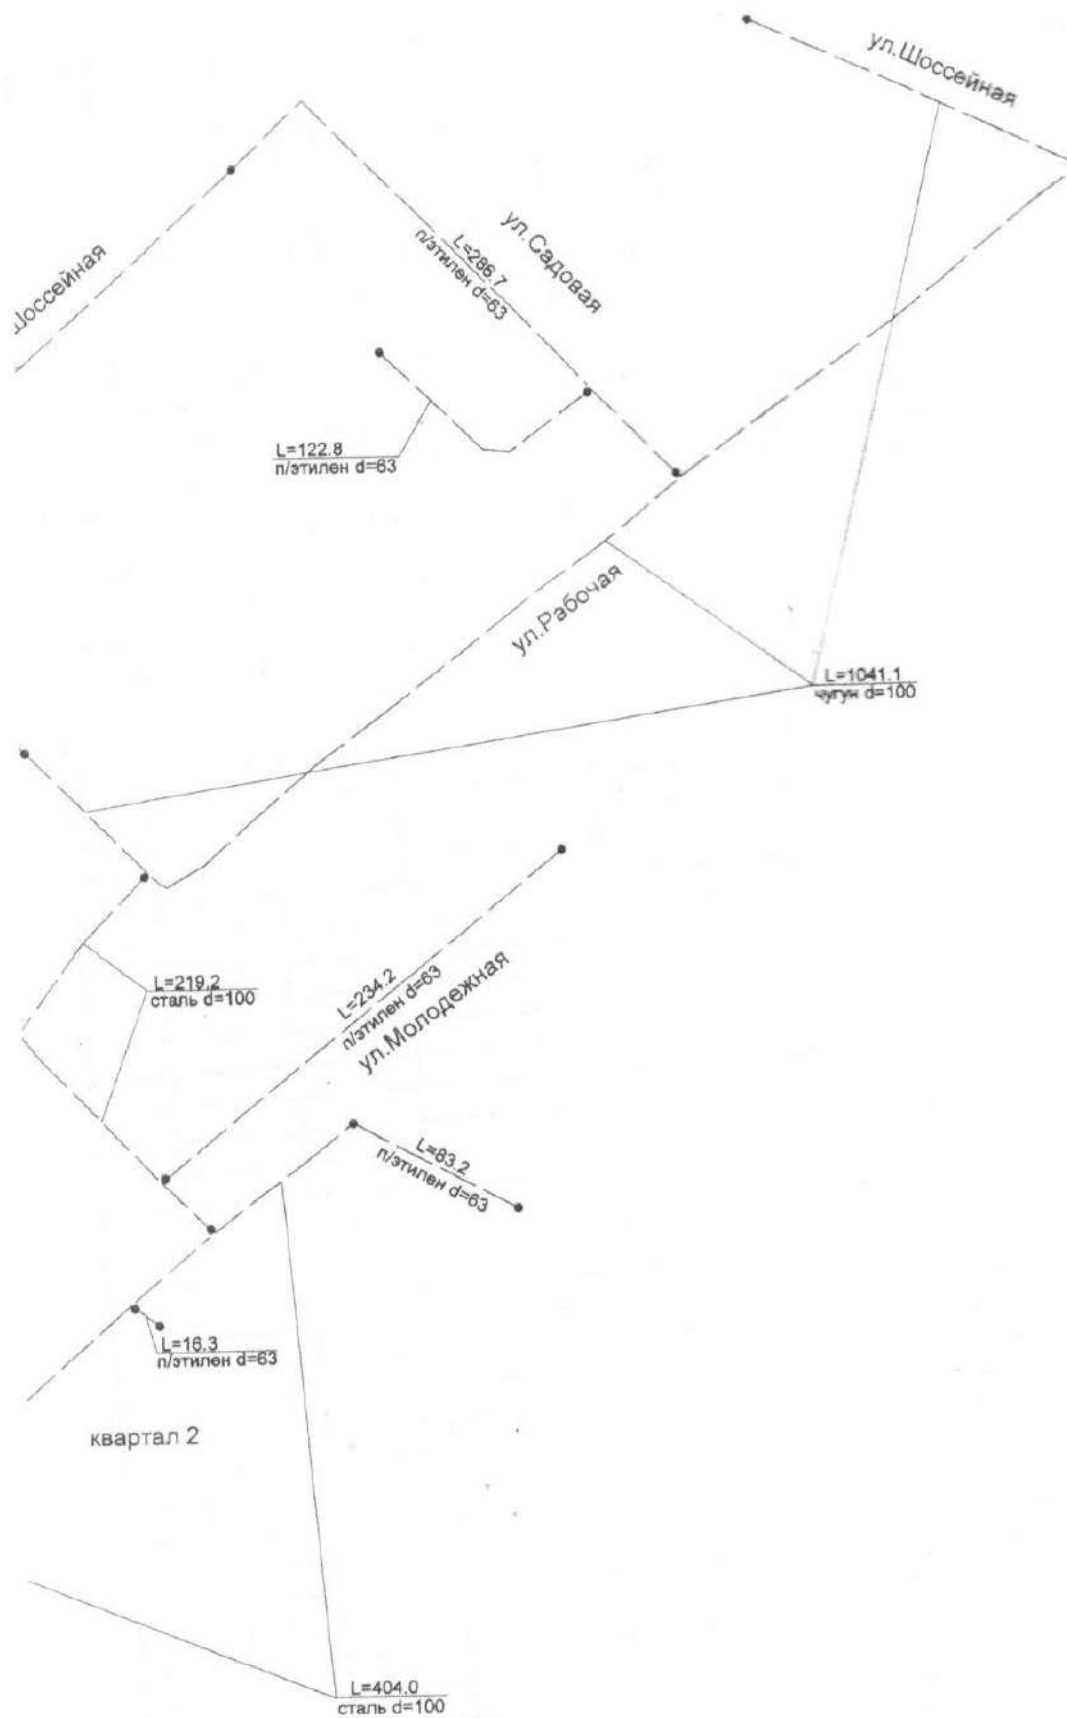 ул.Шоссейная
Шоссейная
ул.Садовая
L=286.7
п/этилен d=63
L=122.8
п/этилен d=63
ул.Рабочая
L=1041.1
чугун d=100
L=219.2
сталь d=100
L=234.2
п/этилен d=63
ул.Молодежная
L=83.2
п/этилен d=63
L=16.3
п/этилен d=63
квартал 2
L=404.0
сталь d=100